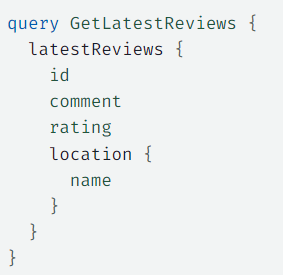 query GetLatestReviews {
  latestReviews {
    id
    comment
    rating
    location {
      name
    }
  }
}